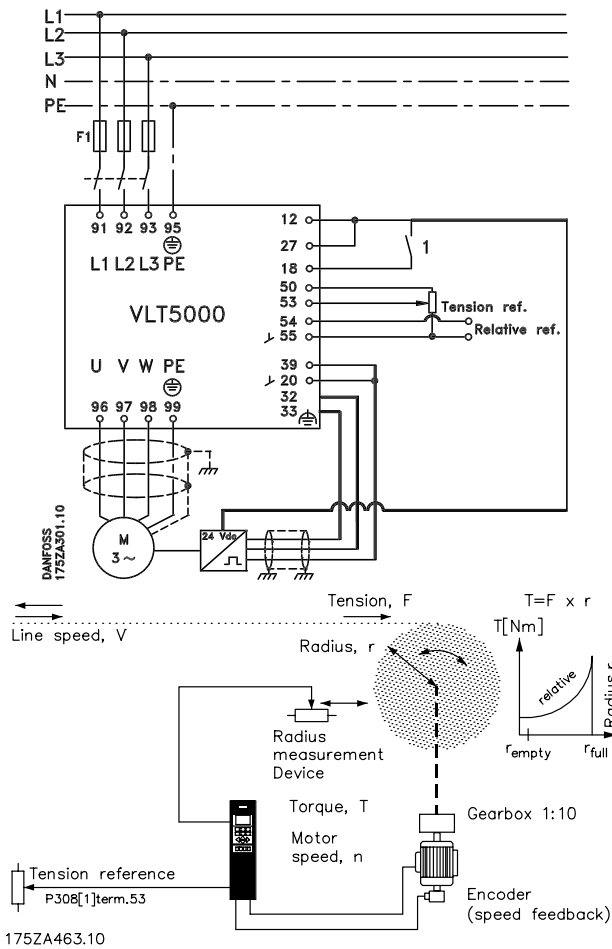 L1
L2
L3
N
PE
F1
91 92 93 95
L1 L2 L3 PE
VLT5000
U V W PE
96 97 98 99
12
27
18
50
53
54
55
39
20
32
33
1
Tension ref.
Relative ref.
M
3~
24 Vdc
DANFOSS
175ZA301.10
Line speed, V
Tension, F
T=F x r
T[Nm]
Radius, r
relative
Radius r
r empty
r full
Radius
measurement
Device
Torque, T
Motor
speed, n
Gearbox 1:10
Tension reference
P308[1]term.53
Encoder
(speed feedback)
175ZA463.10